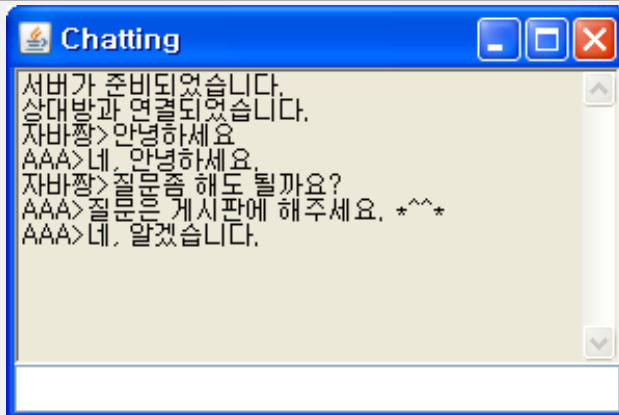 Chatting
서버가 준비되었습니다.
상대방과 연결되었습니다.
자바짱>안녕하세요
AAA>네, 안녕하세요.
자바짱>질문좀 해도 될까요?
AAA>질문은 게시판에 해주세요. *^^*
AAA>네, 알겠습니다.